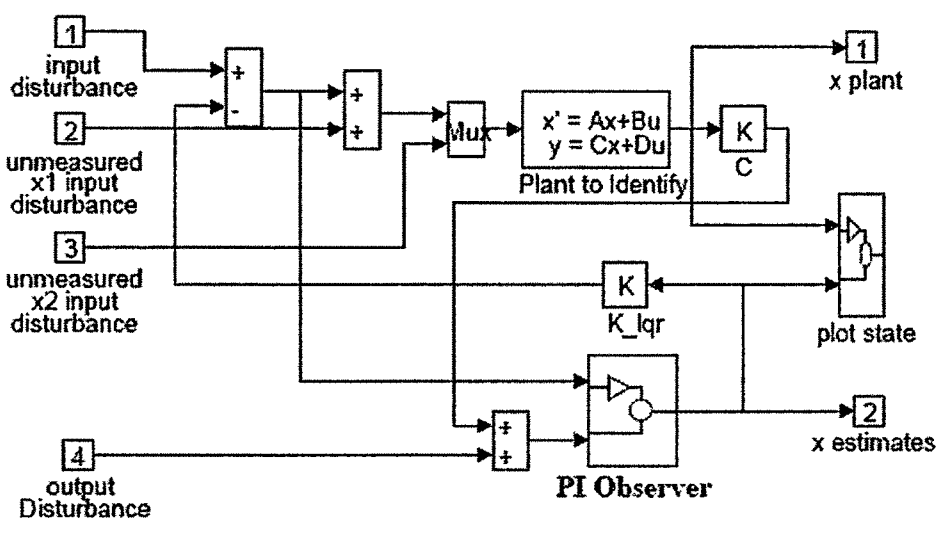 1
input
disturbance
2
unmeasured
x1 input
disturbance
3
unmeasured
x2 input
disturbance
4
output
Disturbance
+
-
+
+
Mux
x' = Ax+Bu
y = Cx+Du
Plant to Identify
K
C
1
x plant
K
K_lqr
plot state
+
+
PI Observer
2
x estimates